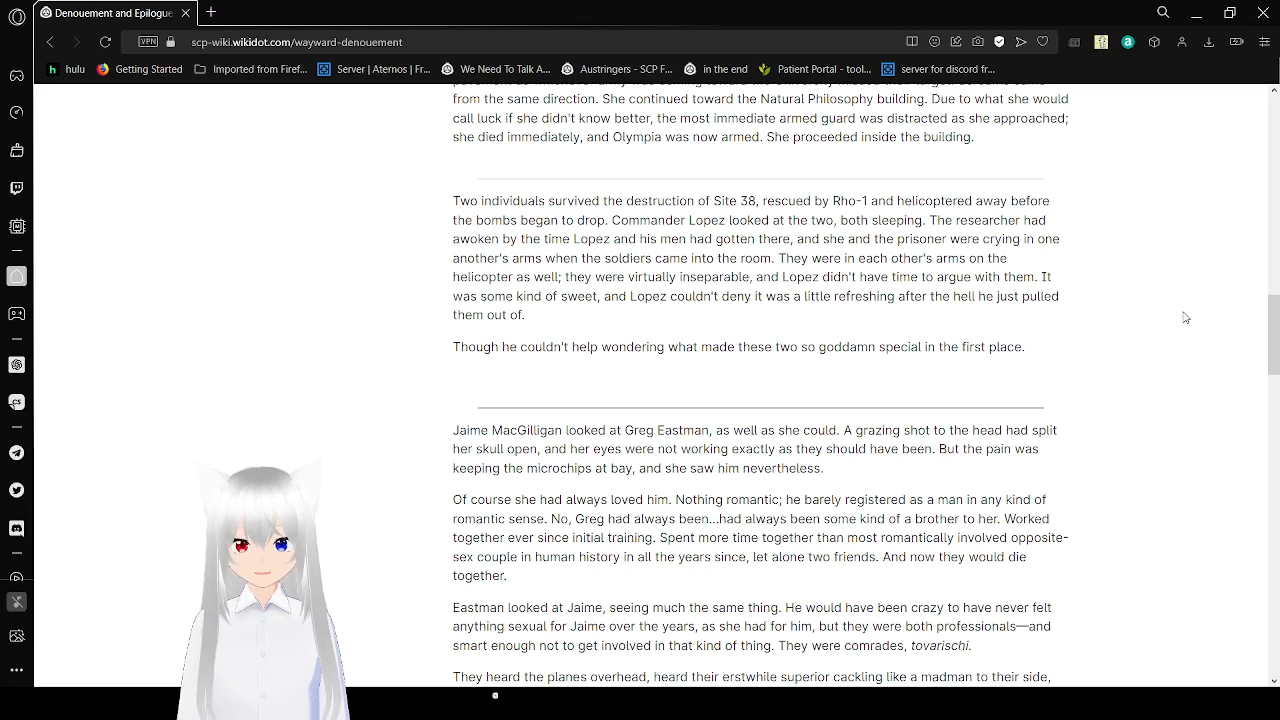 Denouement and Epilogue
scp-wiki.wikidot.com/wayward-denouement
VPN
hulu
Getting Started
Imported from Firef...
Server | Aternos | Fr...
We Need To Talk A...
Austringers - SCP F...
in the end
Patient Portal - tool...
server for discord fr...
from the same direction. She continued toward the Natural Philosophy building. Due to what she would
call luck if she didn't know better, the most immediate armed guard was distracted as she approached;
she died immediately, and Olympia was now armed. She proceeded inside the building.
Two individuals survived the destruction of Site 38, rescued by Rho-1 and helicoptered away before
the bombs began to drop. Commander Lopez looked at the two, both sleeping. The researcher had
awoken by the time Lopez and his men had gotten there, and she and the prisoner were crying in one
another's arms when the soldiers came into the room. They were in each other's arms on the
helicopter as well; they were virtually inseparable, and Lopez didn't have time to argue with them. It
was some kind of sweet, and Lopez couldn't deny it was a little refreshing after the hell he just pulled
them out of.
Though he couldn't help wondering what made these two so goddamn special in the first place.
Jaime MacGilligan looked at Greg Eastman, as well as she could. A grazing shot to the head had split
her skull open, and her eyes were not working exactly as they should have been. But the pain was
keeping the microchips at bay, and she saw him nevertheless.
Of course she had always loved him. Nothing romantic; he barely registered as a man in any kind of
romantic sense. No, Greg had always been...had always been some kind of a brother to her. Worked
together ever since initial training. Spent more time together than most romantically involved opposite-
sex couple in human history in all the years since, let alone two friends. And now they would die
together.
Eastman looked at Jaime, seeing much the same thing. He would have been crazy to have never felt
anything sexual for Jaime over the years, as she had for him, but they were both professionals—and
smart enough not to get involved in that kind of thing. They were comrades, tovarischi.
They heard the planes overhead, heard their erstwhile superior cackling like a madman to their side,